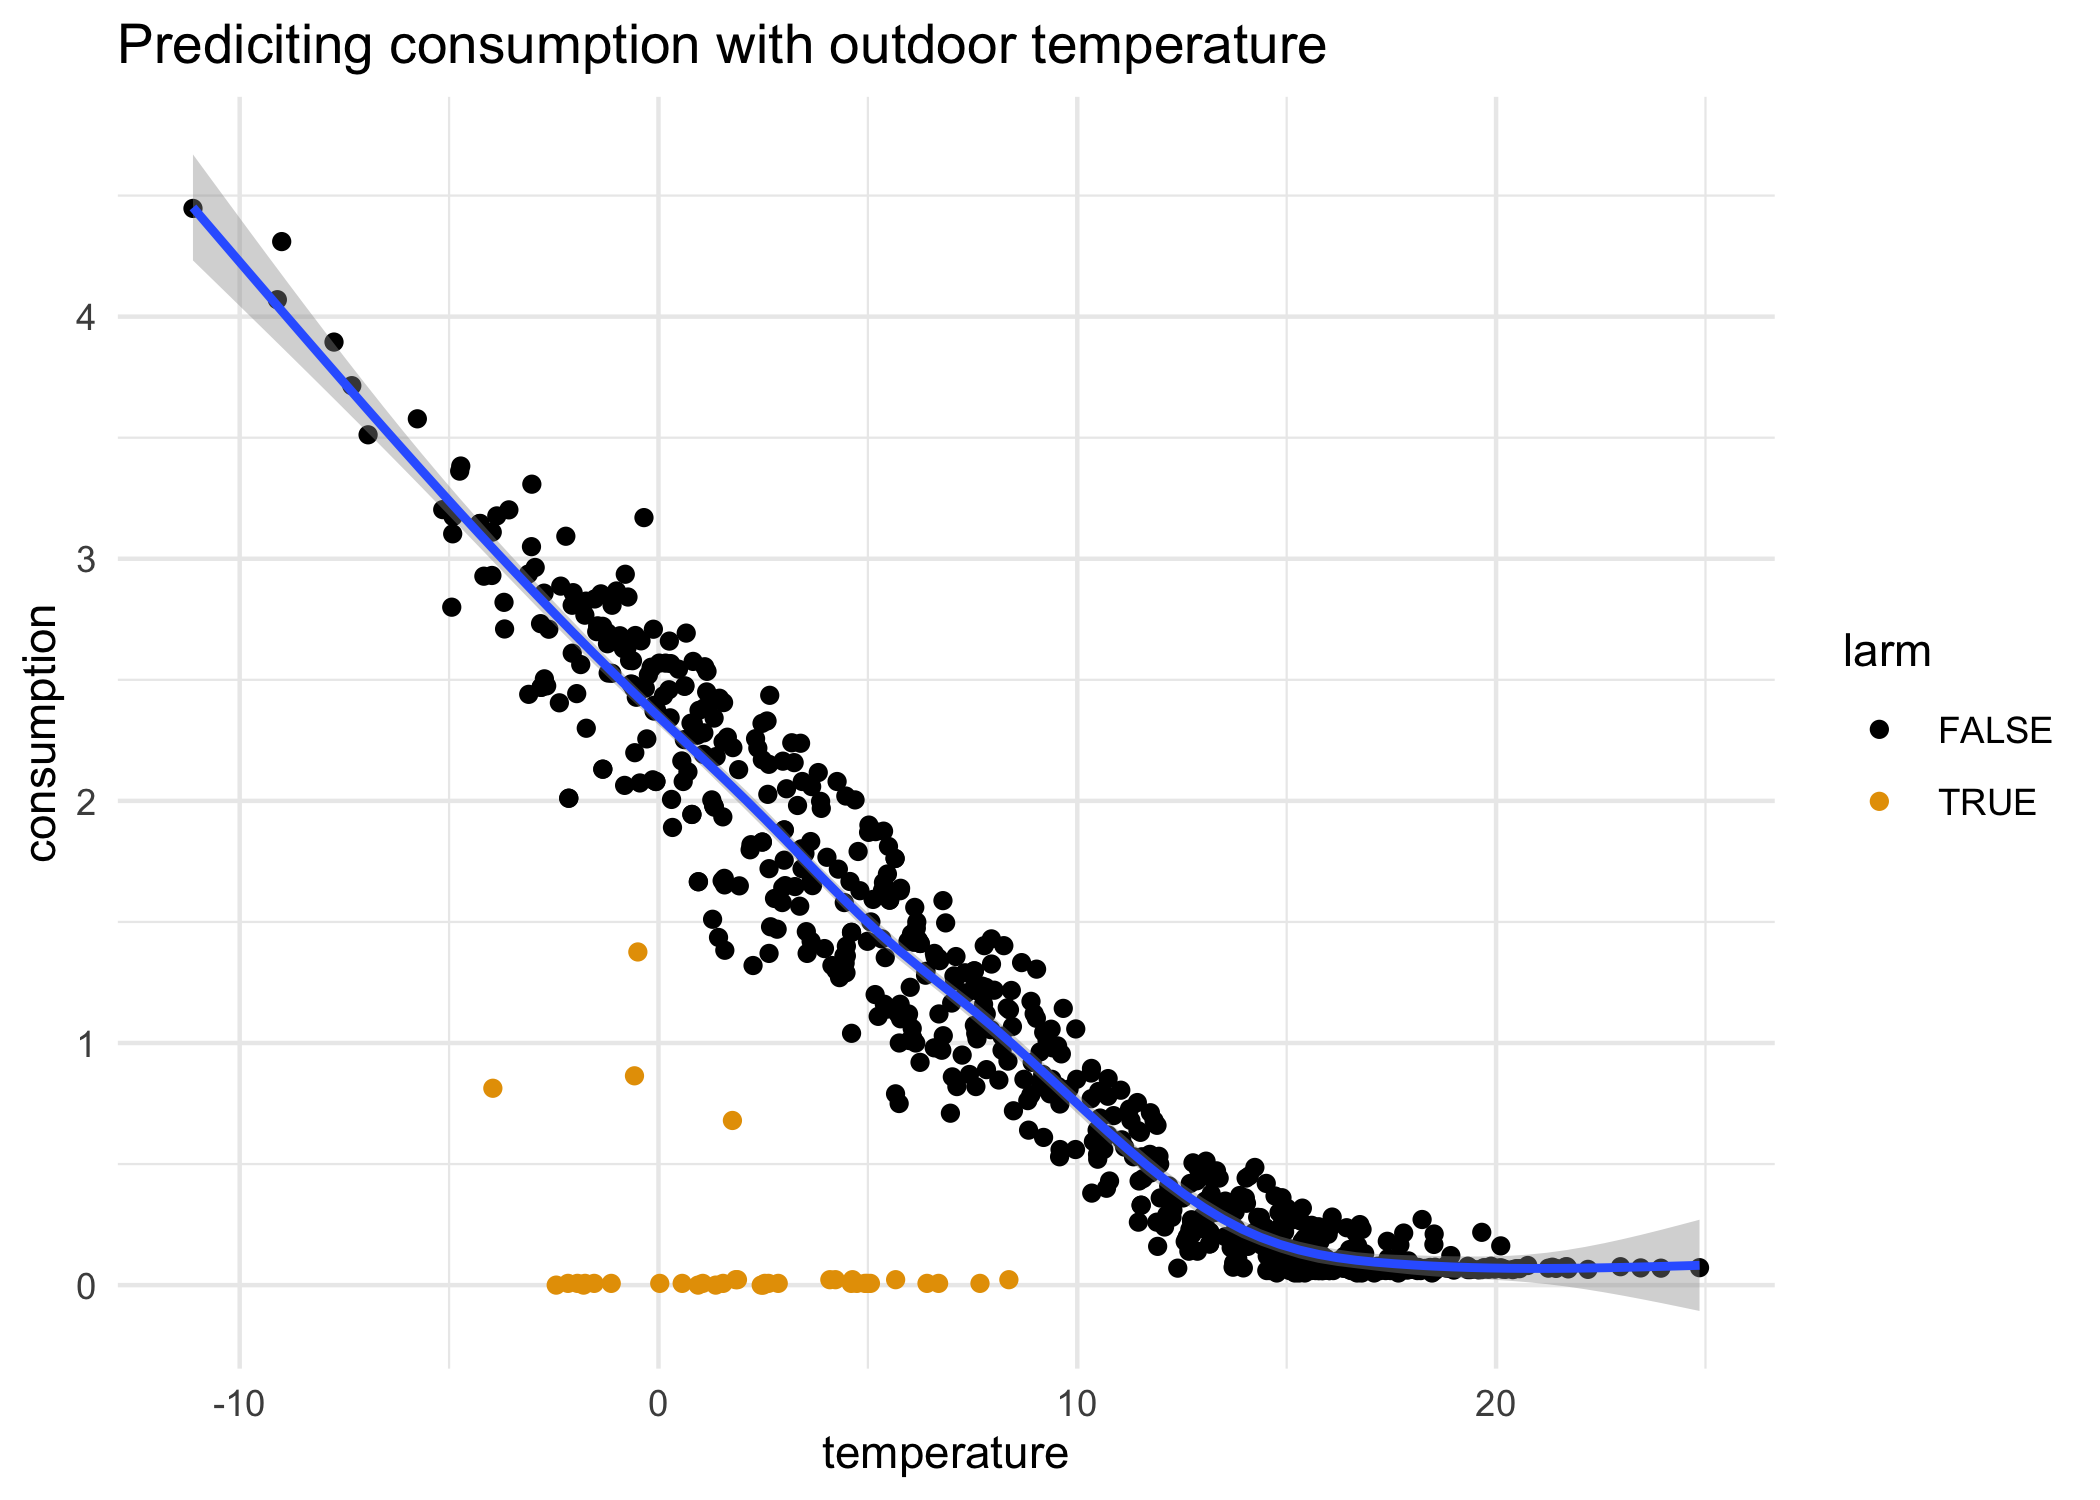 Prediciting consumption with outdoor temperature
consumption
4
3
2
1
0
-10
0
10
20
temperature
larm
FALSE
TRUE